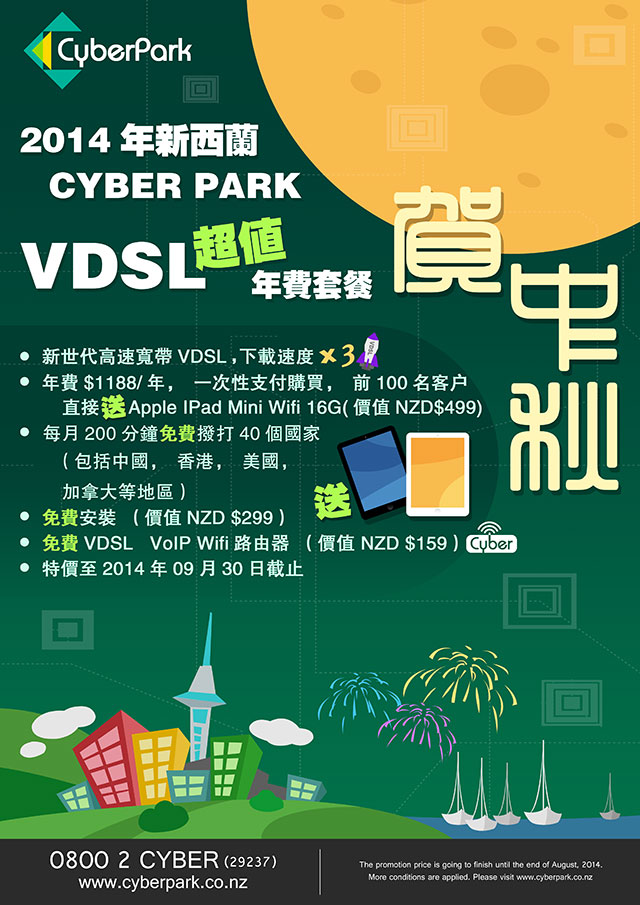 CyberPark
2014 年新西蘭
CYBER PARK
VDSL 超值
年費套餐
賀中秋
• 新世代高速寬帶 VDSL , 下載速度 x 3
• 年費 $1188/ 年， 一次性支付購買， 前 100 名客户
直接送 Apple IPad Mini Wifi 16G( 價值 NZD$499)
• 每月 200 分鐘免費撥打 40 個國家
( 包括中國， 香港， 美國，
加拿大等地區 )
送
• 免費安裝 （價值 NZD $299 )
• 免費 VDSL VoIP Wifi 路由器 （價值 NZD $159 ) Cyber
• 特價至 2014 年 09 月 30 日截止
0800 2 CYBER (29237)
www.cyberpark.co.nz
The promotion price is going to finish until the end of August, 2014.
More conditions are applied. Please visit www.cyberpark.co.nz